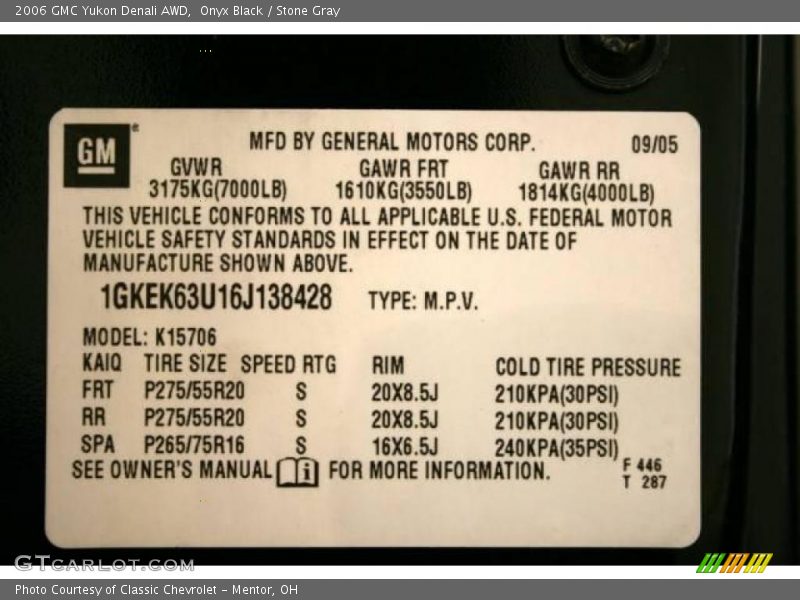 2006 GMC Yukon Denali AWD,  Onyx Black / Stone Gray
GM®
MFD BY GENERAL MOTORS CORP. 09/05
GVWR GAWR FRT GAWR RR
3175KG(7000LB) 1610KG(3550LB) 1814KG(4000LB)
THIS VEHICLE CONFORMS TO ALL APPLICABLE U.S. FEDERAL MOTOR
VEHICLE SAFETY STANDARDS IN EFFECT ON THE DATE OF
MANUFACTURE SHOWN ABOVE.
1GKEK63U16J138428 TYPE: M.P.V.
MODEL: K15706
KAIQ TIRE SIZE SPEED RTG RIM COLD TIRE PRESSURE
FRT P275/55R20 S 20X8.5J 210KPA(30PSI)
RR P275/55R20 S 20X8.5J 210KPA(30PSI)
SPA P265/75R16 S 16X6.5J 240KPA(35PSI)
SEE OWNER'S MANUAL i FOR MORE INFORMATION. F 446
T 287
GTCARLOT.COM
Photo Courtesy of Classic Chevrolet - Mentor, OH